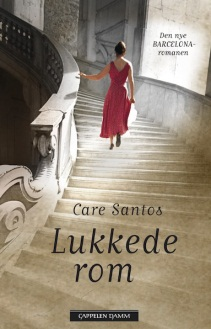 Den nye
BARCELONA-
romanen
Care Santos
Lukkede
rom
CAPPELEN DAMM